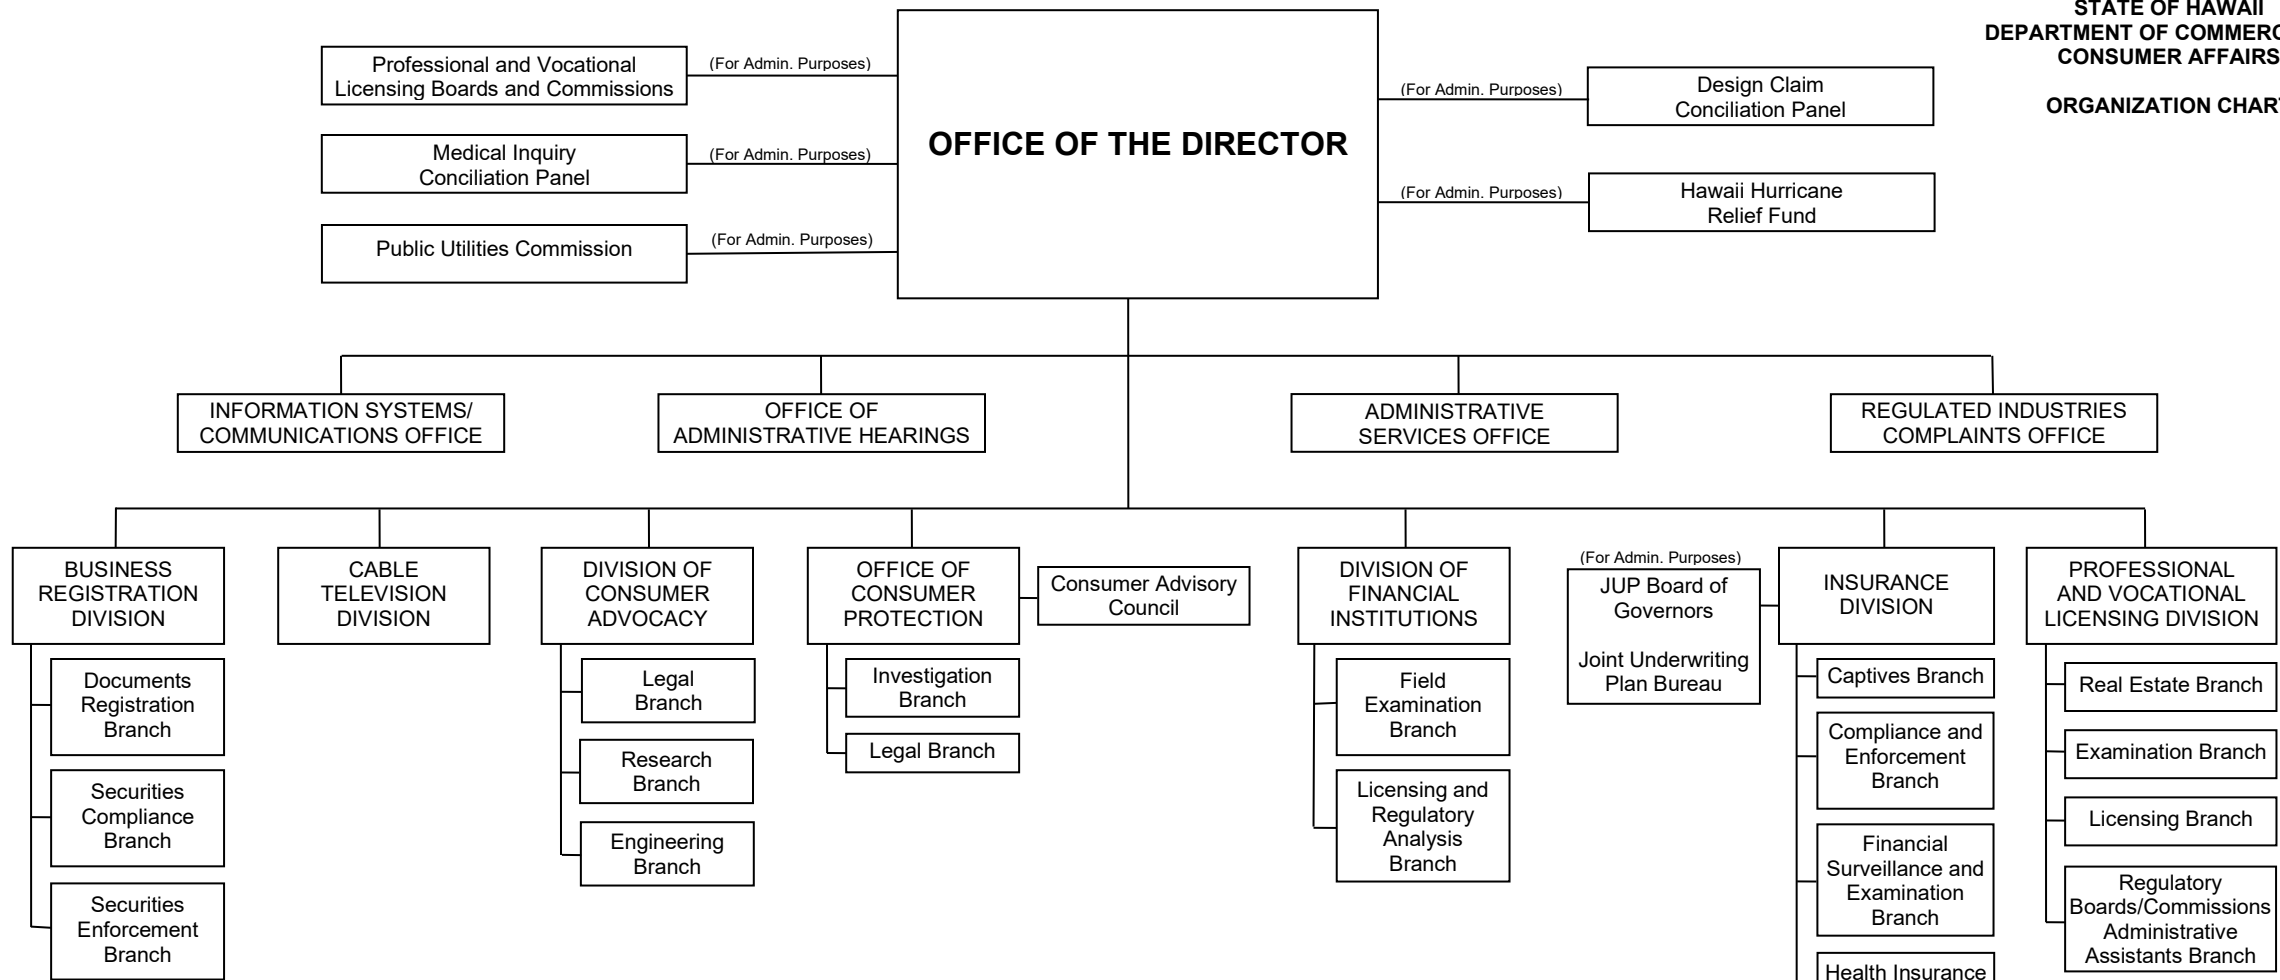 STATE OF HAWAII
DEPARTMENT OF COMMERC
CONSUMER AFFAIRS
ORGANIZATION CHART
OFFICE OF THE DIRECTOR
Professional and Vocational
Licensing Boards and Commissions
(For Admin. Purposes)
Medical Inquiry
Conciliation Panel
(For Admin. Purposes)
Public Utilities Commission
(For Admin. Purposes)
(For Admin. Purposes)
Design Claim
Conciliation Panel
(For Admin. Purposes)
Hawaii Hurricane
Relief Fund
INFORMATION SYSTEMS/
COMMUNICATIONS OFFICE
OFFICE OF
ADMINISTRATIVE HEARINGS
ADMINISTRATIVE
SERVICES OFFICE
REGULATED INDUSTRIES
COMPLAINTS OFFICE
BUSINESS
REGISTRATION
DIVISION
Documents
Registration
Branch
Securities
Compliance
Branch
Securities
Enforcement
Branch
CABLE
TELEVISION
DIVISION
DIVISION OF
CONSUMER
ADVOCACY
Legal
Branch
Research
Branch
Engineering
Branch
OFFICE OF
CONSUMER
PROTECTION
Consumer Advisory
Council
Investigation
Branch
Legal Branch
DIVISION OF
FINANCIAL
INSTITUTIONS
Field
Examination
Branch
Licensing and
Regulatory
Analysis
Branch
(For Admin. Purposes)
JUP Board of
Governors
Joint Underwriting
Plan Bureau
INSURANCE
DIVISION
Captives Branch
Compliance and
Enforcement
Branch
Financial
Surveillance and
Examination
Branch
Health Insurance
PROFESSIONAL
AND VOCATIONAL
LICENSING DIVISION
Real Estate Branch
Examination Branch
Licensing Branch
Regulatory
Boards/Commissions
Administrative
Assistants Branch